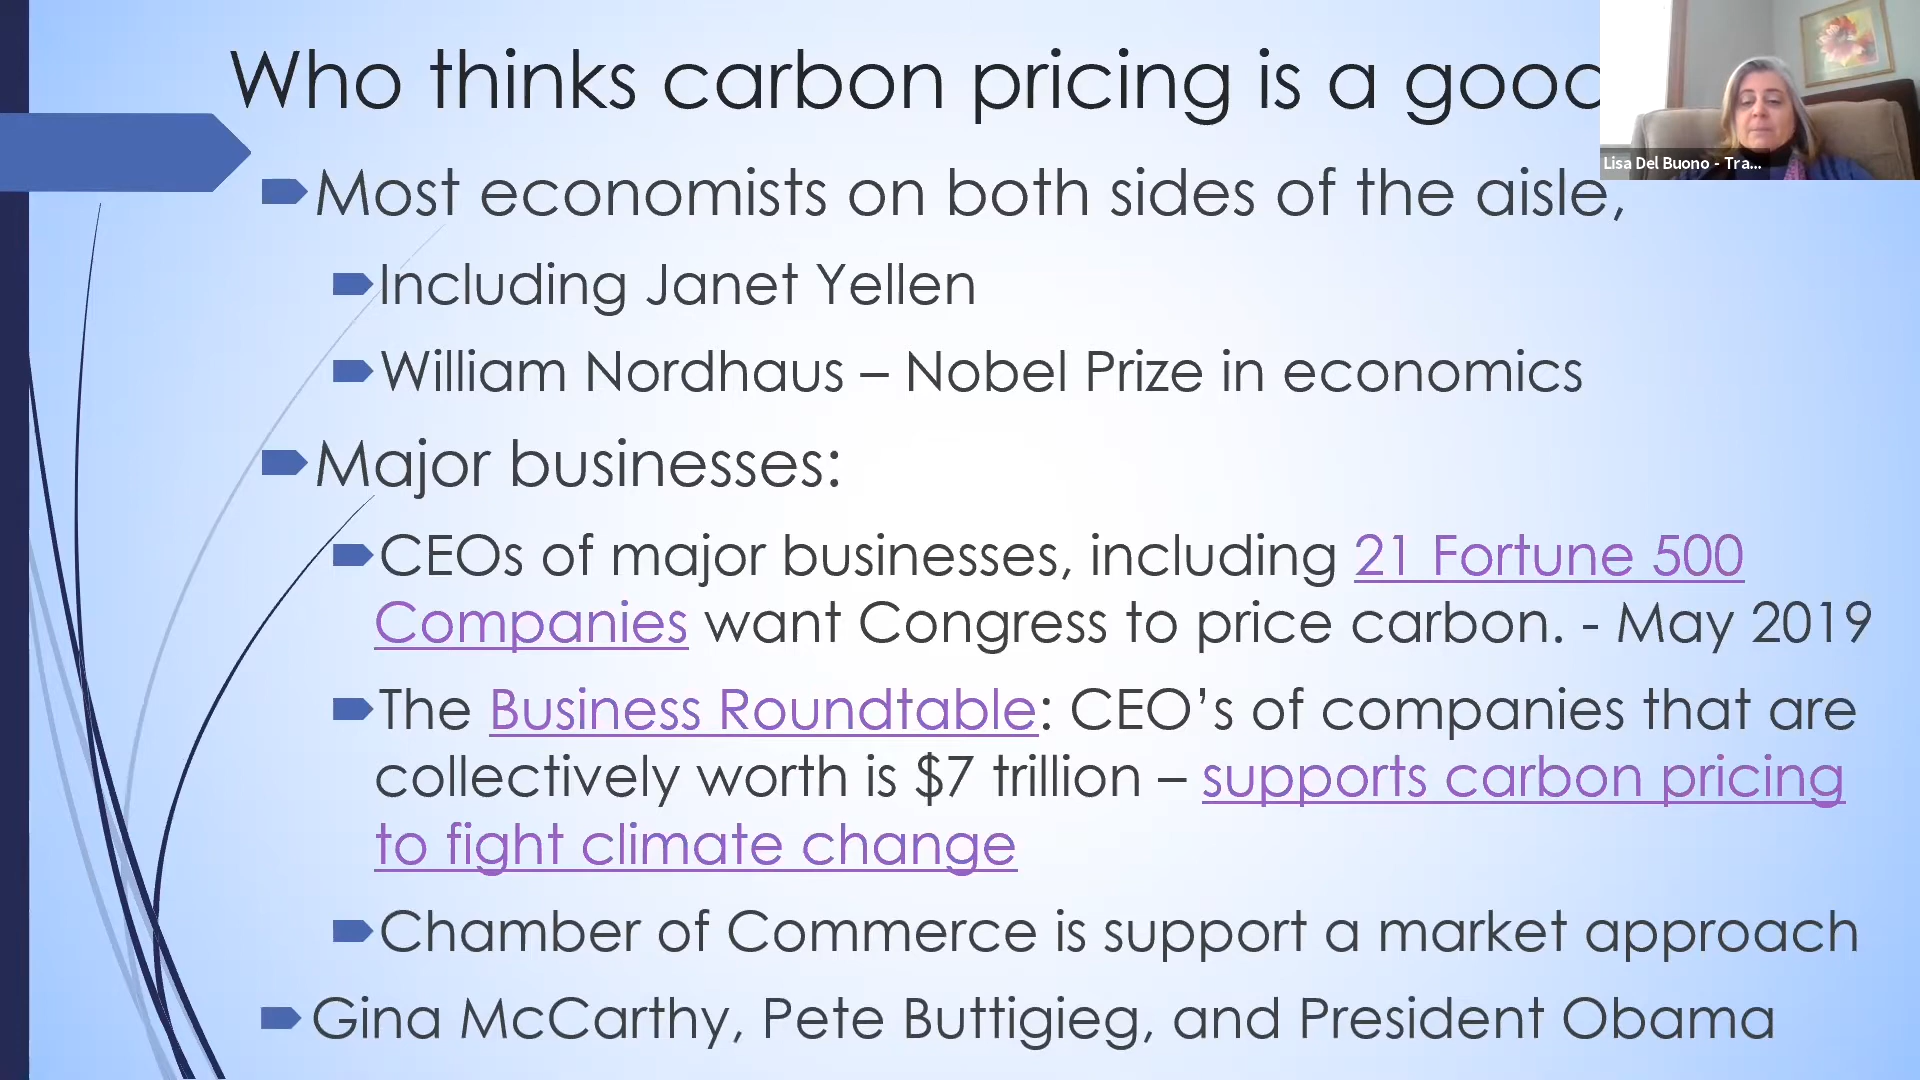 Who thinks carbon pricing is a good
Lisa Del Buono - Tra...
Most economists on both sides of the aisle,
Including Janet Yellen
William Nordhaus – Nobel Prize in economics
Major businesses:
CEOs of major businesses, including 21 Fortune 500
Companies want Congress to price carbon. - May 2019
The Business Roundtable: CEO’s of companies that are
collectively worth is $7 trillion – supports carbon pricing
to fight climate change
Chamber of Commerce is support a market approach
Gina McCarthy, Pete Buttigieg, and President Obama